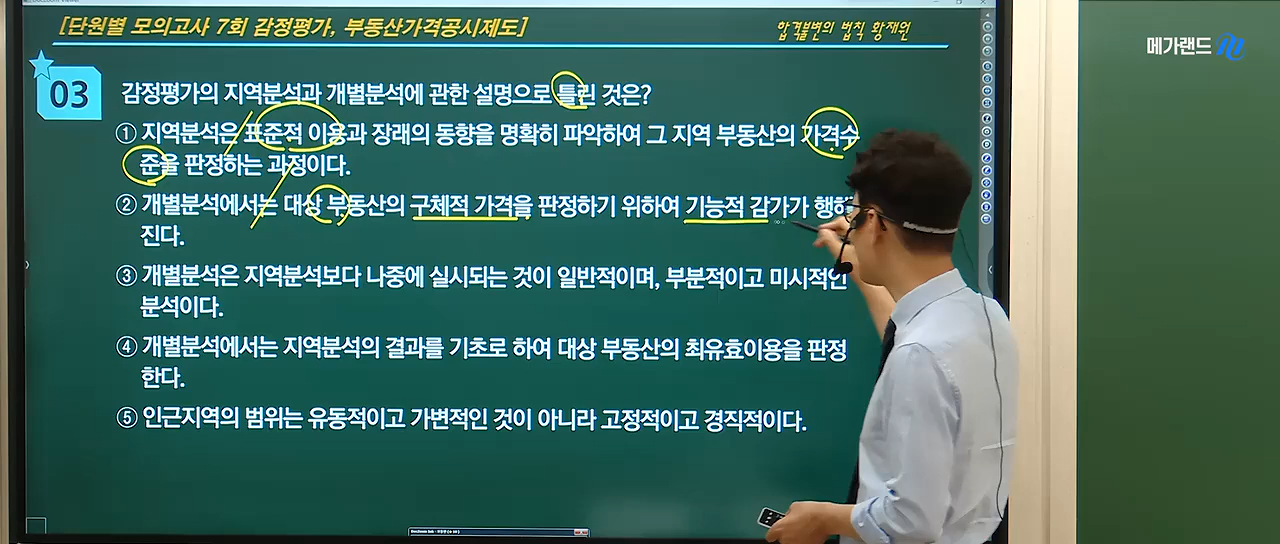 [단원별 모의고사 7회 감정평가, 부동산가격공시제도]
합격불변의 법칙 황재원
메가랜드
03 감정평가의 지역분석과 개별분석에 관한 설명으로 틀린 것은?
① 지역분석은 표준적 이용과 장래의 동향을 명확히 파악하여 그 지역 부동산의 가격수
준을 판정하는 과정이다.
② 개별분석에서는 대상 부동산의 구체적 가격을 판정하기 위하여 기능적 감가가 행해
진다.
③ 개별분석은 지역분석보다 나중에 실시되는 것이 일반적이며, 부분적이고 미시적인
분석이다.
④ 개별분석에서는 지역분석의 결과를 기초로 하여 대상 부동산의 최유효이용을 판정
한다.
⑤ 인근지역의 범위는 유동적이고 가변적인 것이 아니라 고정적이고 경직적이다.